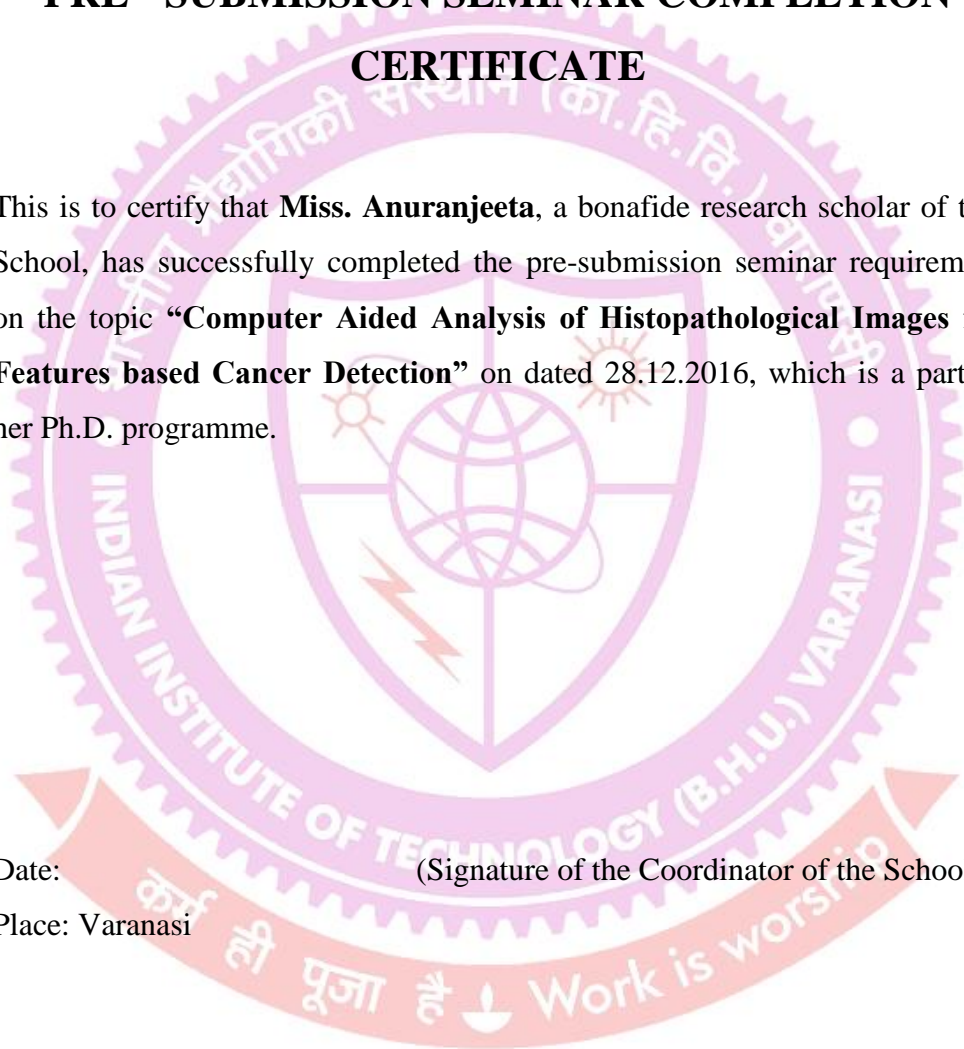 PRE - SUBMISSION SEMINAR COMPLETION
CERTIFICATE
This is to certify that Miss. Anuranjeeta, a bonafide research scholar of t
School, has successfully completed the pre-submission seminar requirem
on the topic “Computer Aided Analysis of Histopathological Images
Features based Cancer Detection” on dated 28.12.2016, which is a part
her Ph.D. programme.
Date:
(Signature of the Coordinator of the Schoo
Place: Varanasi
प्रौद्योगिकी संस्थान (का.हि.वि.) वाराणसी
INDIAN INSTITUTE OF TECHNOLOGY (B.H.U.) VARANASI
कर्म ही पूजा है Work is worship